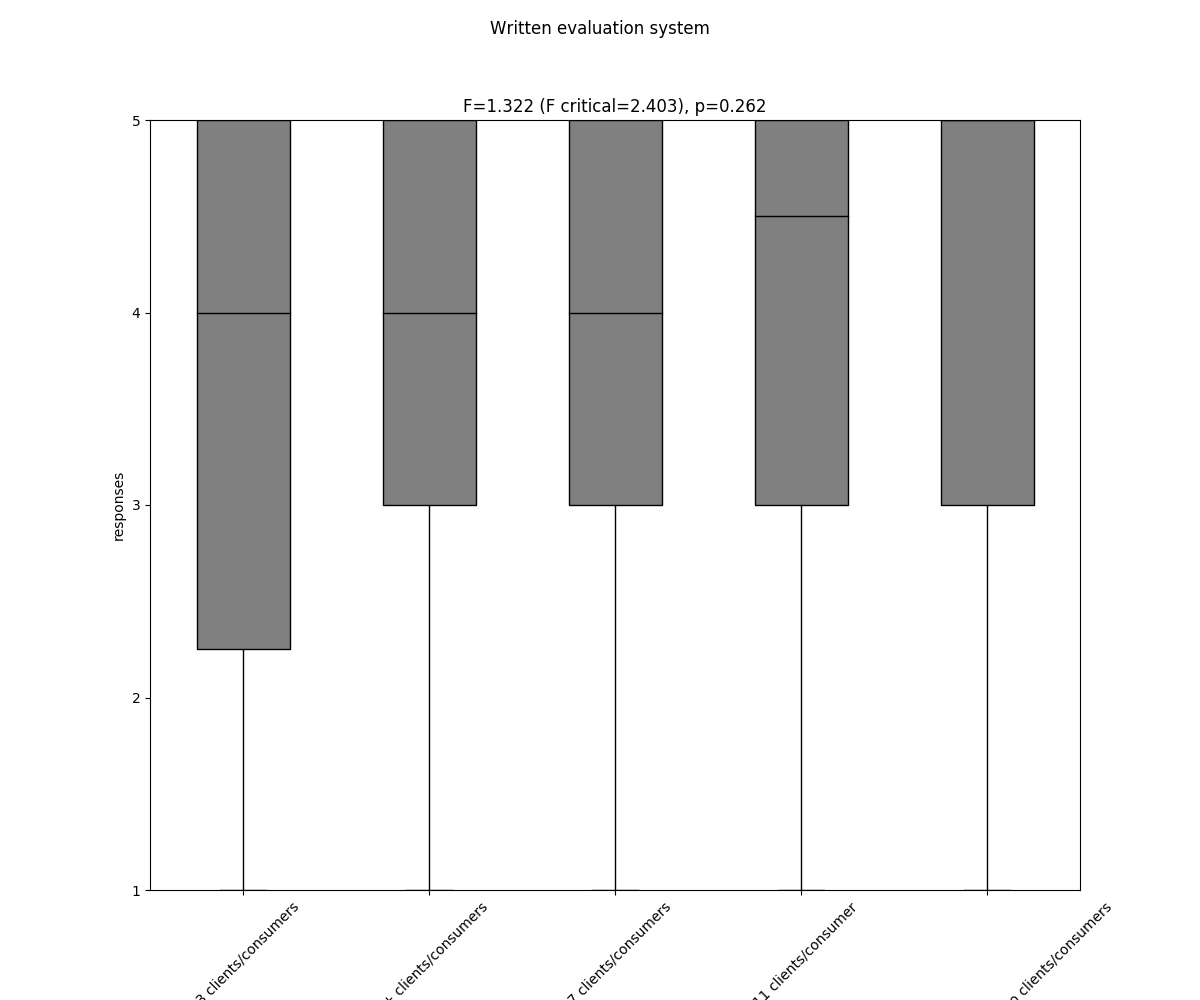 Written evaluation system
F=1.322 (F critical=2.403), p=0.262
5
4
3
2
1
responses
3 clients/consumers
clients/consumers
7 clients/consumers
11 clients/consumer
clients/consumers